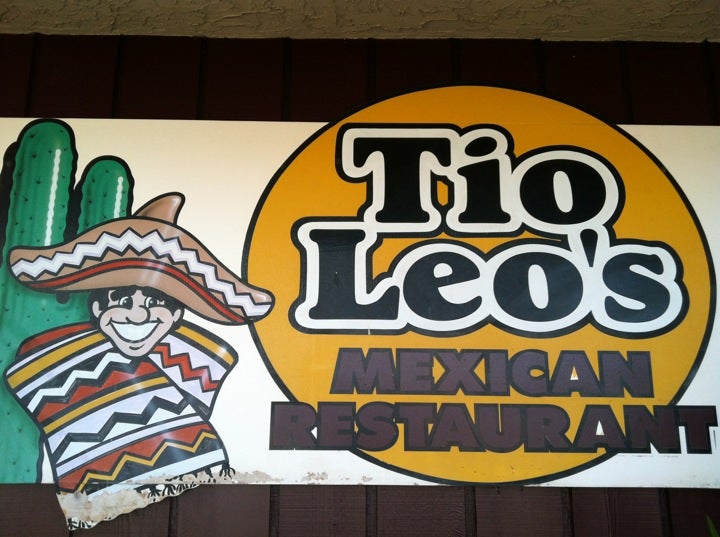 Tio
Leo's
MEXICAN
RESTAURANT